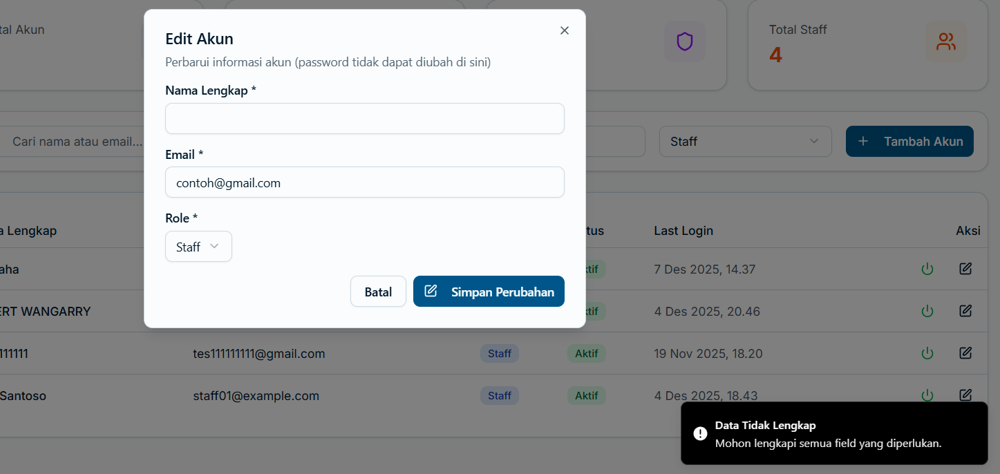 Edit Akun
Perbarui informasi akun (password tidak dapat diubah di sini)
Nama Lengkap *
Email *
contoh@gmail.com
Role *
Staff
Batal
Simpan Perubahan
tal Akun
Total Staff
4
Cari nama atau email...
Staff
+ Tambah Akun
a Lengkap
tus
Last Login
Aksi
aha
ktif
7 Des 2025, 14.37
ERT WANGARRY
ktif
4 Des 2025, 20.46
tes111111111@gmail.com
Staff
Aktif
19 Nov 2025, 18.20
Santoso
staff01@example.com
Staff
Aktif
4 Des 2025, 18.43
Data Tidak Lengkap
Mohon lengkapi semua field yang diperlukan.